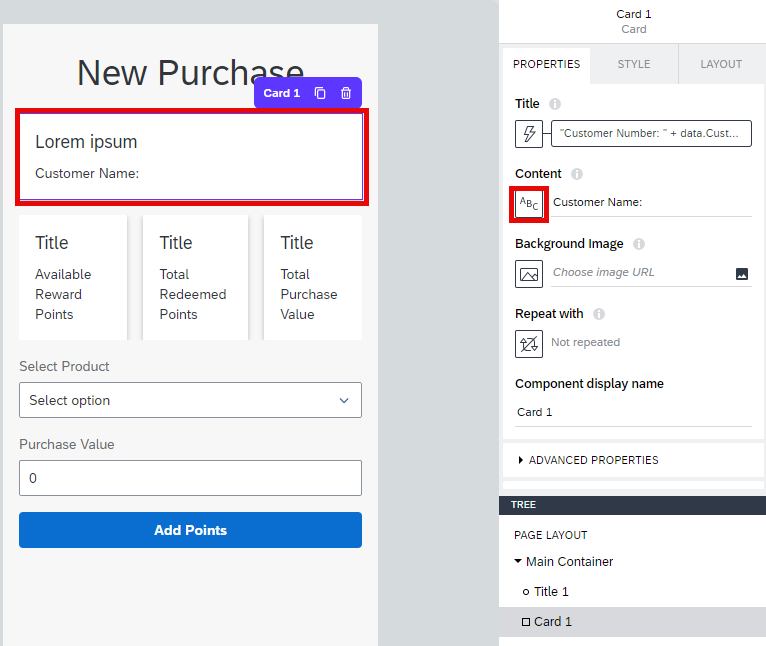 New Purchase
Card 1
Lorem ipsum
Customer Name:
Title
Available
Reward
Points
Title
Total
Redeemed
Points
Title
Total
Purchase
Value
Select Product
Select option
Purchase Value
0
Add Points
Card 1
Card
PROPERTIES
STYLE
LAYOUT
Title
"Customer Number: " + data.Cust...
Content
ABC
Customer Name:
Background Image
Choose image URL
Repeat with
Not repeated
Component display name
Card 1
ADVANCED PROPERTIES
TREE
PAGE LAYOUT
Main Container
Title 1
Card 1